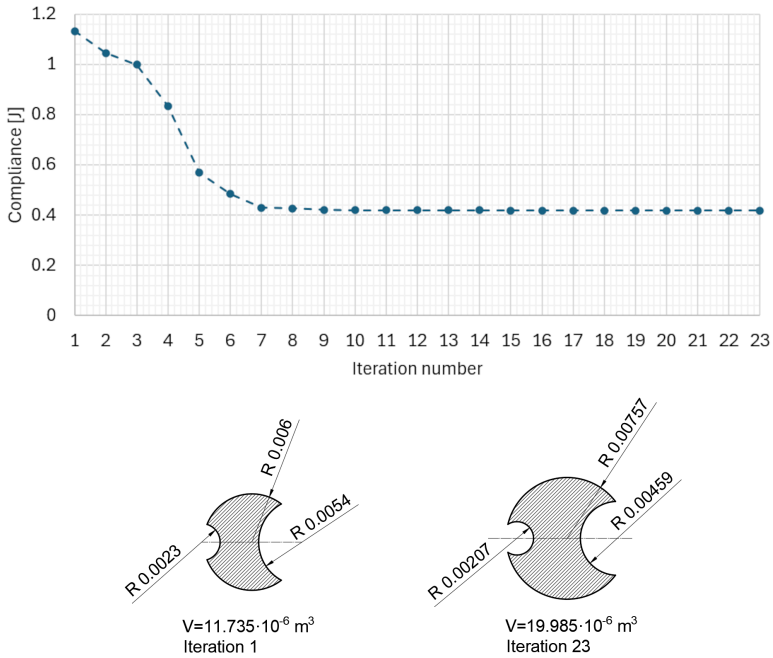 1.2
1
0.8
0.6
0.4
0.2
0
Compliance [J]
1 2 3 4 5 6 7 8 9 10 11 12 13 14 15 16 17 18 19 20 21 22 23
Iteration number
R 0.006
R 0.0054
R 0.0023
V=11.735·10⁻⁶ m³
Iteration 1
R 0.00757
R 0.00459
R 0.00207
V=19.985·10⁻⁶ m³
Iteration 23